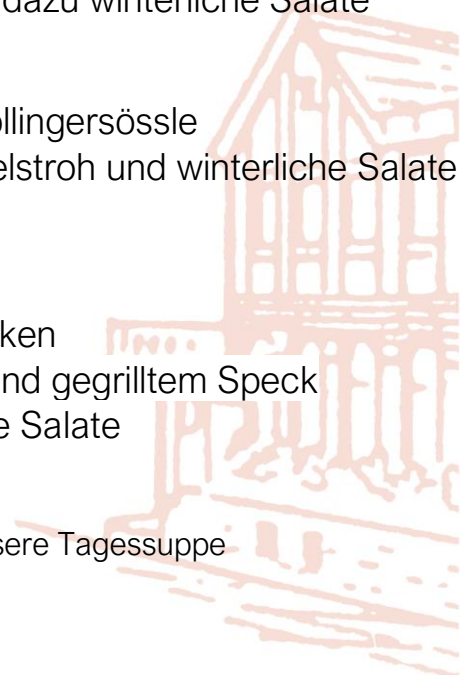 dazu winterliche Salate
ollingersössle
elstroh und winterliche Salate
ken
nd gegrilltem Speck
e Salate
sere Tagessuppe